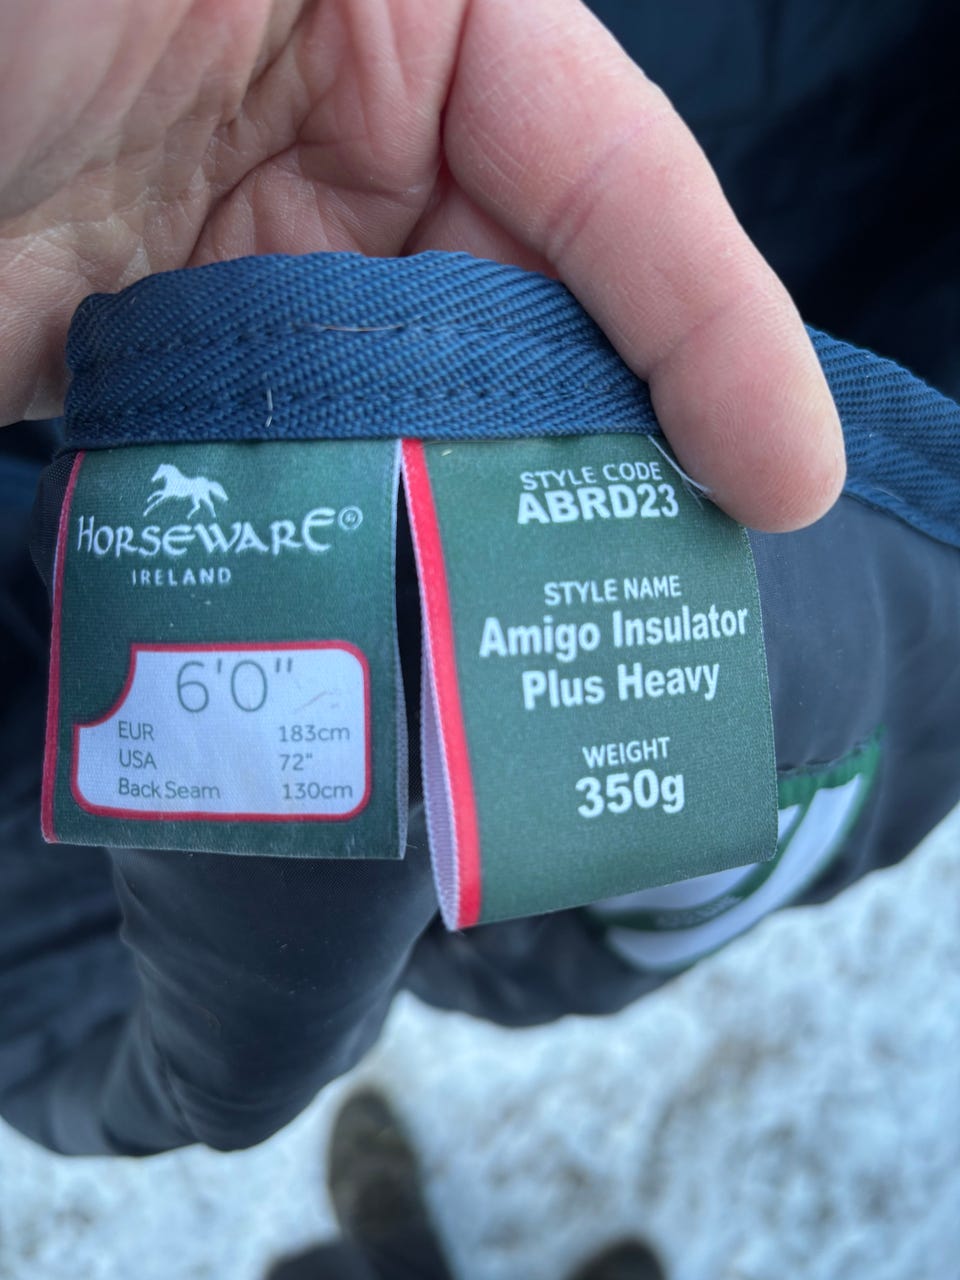 HORSEWARE®
IRELAND
6'0"
EUR 183cm
USA 72"
Back Seam 130cm
STYLE CODE
ABRD23
STYLE NAME
Amigo Insulator
Plus Heavy
WEIGHT
350g